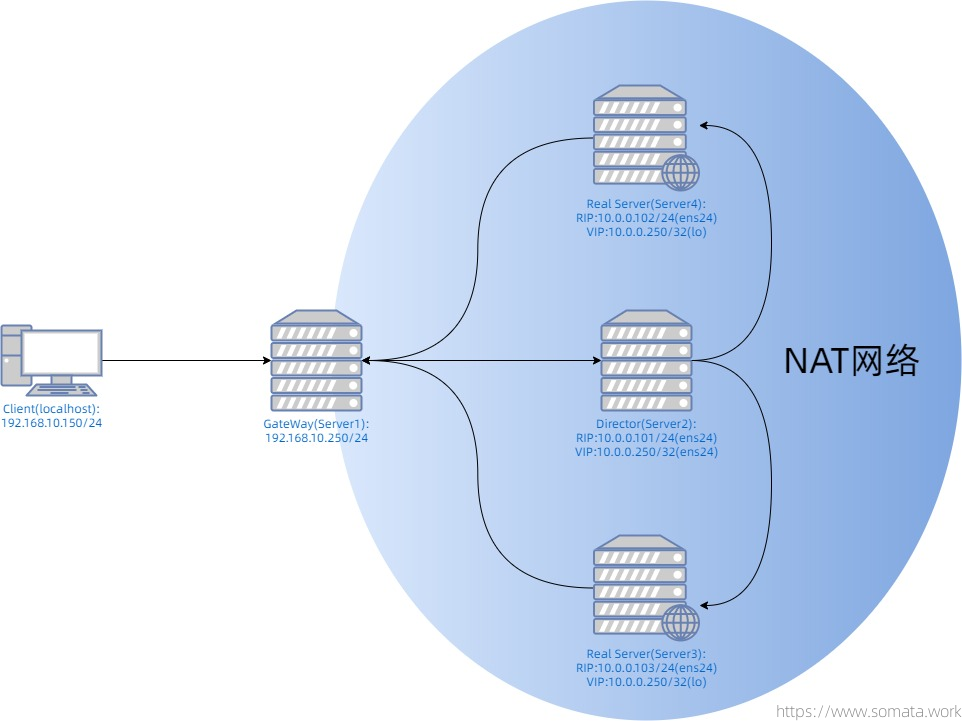 Real Server(Server4):
RIP:10.0.0.102/24(ens24)
VIP:10.0.0.250/32(lo)
Client(localhost):
192.168.10.150/24
GateWay(Server1):
192.168.10.250/24
Director(Server2):
RIP:10.0.0.101/24(ens24)
VIP:10.0.0.250/32(ens24)
NAT网络
Real Server(Server3):
RIP:10.0.0.103/24(ens24)
VIP:10.0.0.250/32(lo)
https://www.somata.work